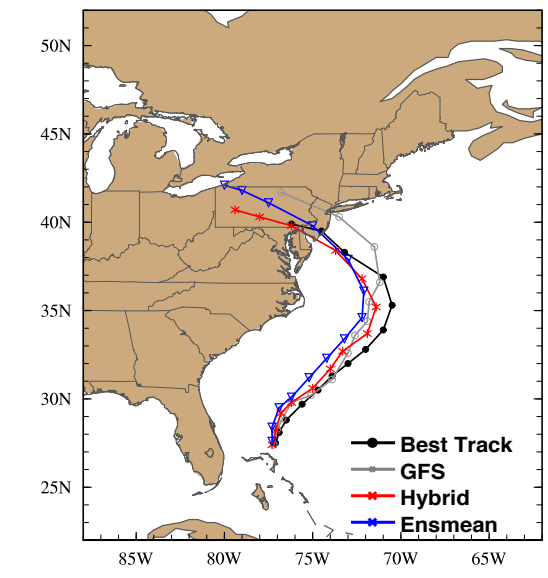 50N
45N
40N
35N
30N
25N
Best Track
GFS
Hybrid
Ensmean
85W 80W 75W 70W 65W